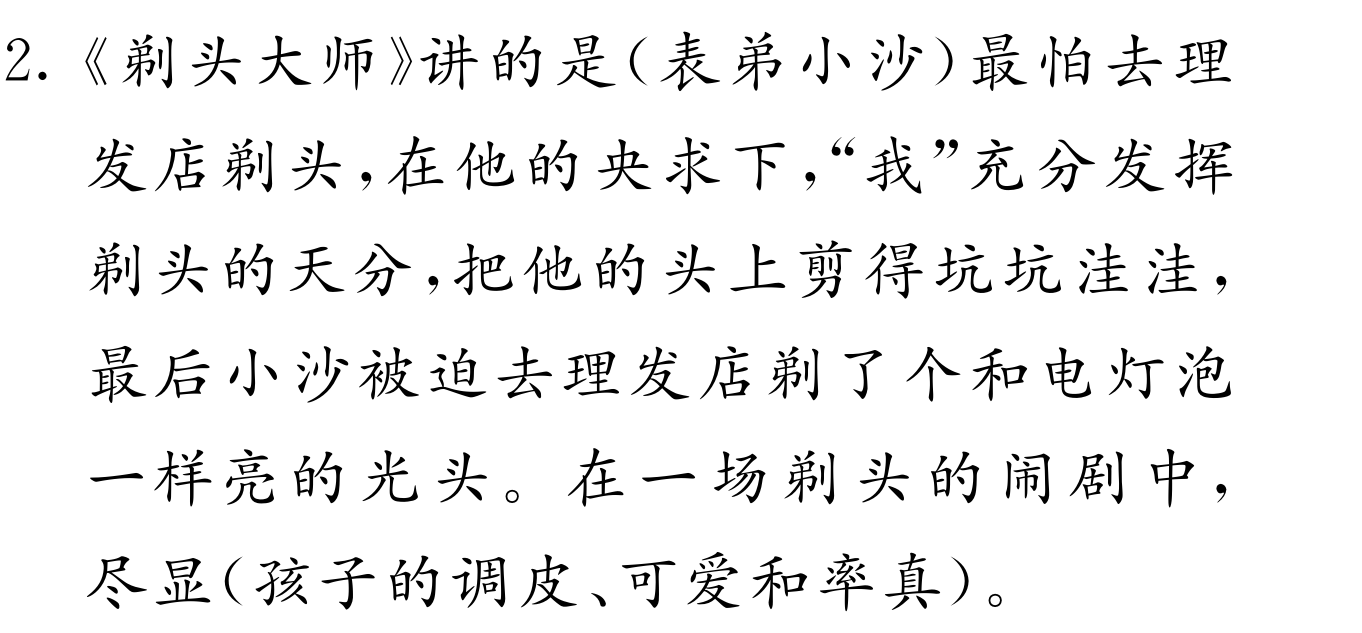 2.《剃头大师》讲的是(表弟小沙)最怕去理
发店剃头,在他的央求下,“我”充分发挥
剃头的天分,把他的头上剪得坑坑洼洼,
最后小沙被迫去理发店剃了个和电灯泡
一样亮的光头。在一场剃头的闹剧中,
尽显(孩子的调皮、可爱和率真)。